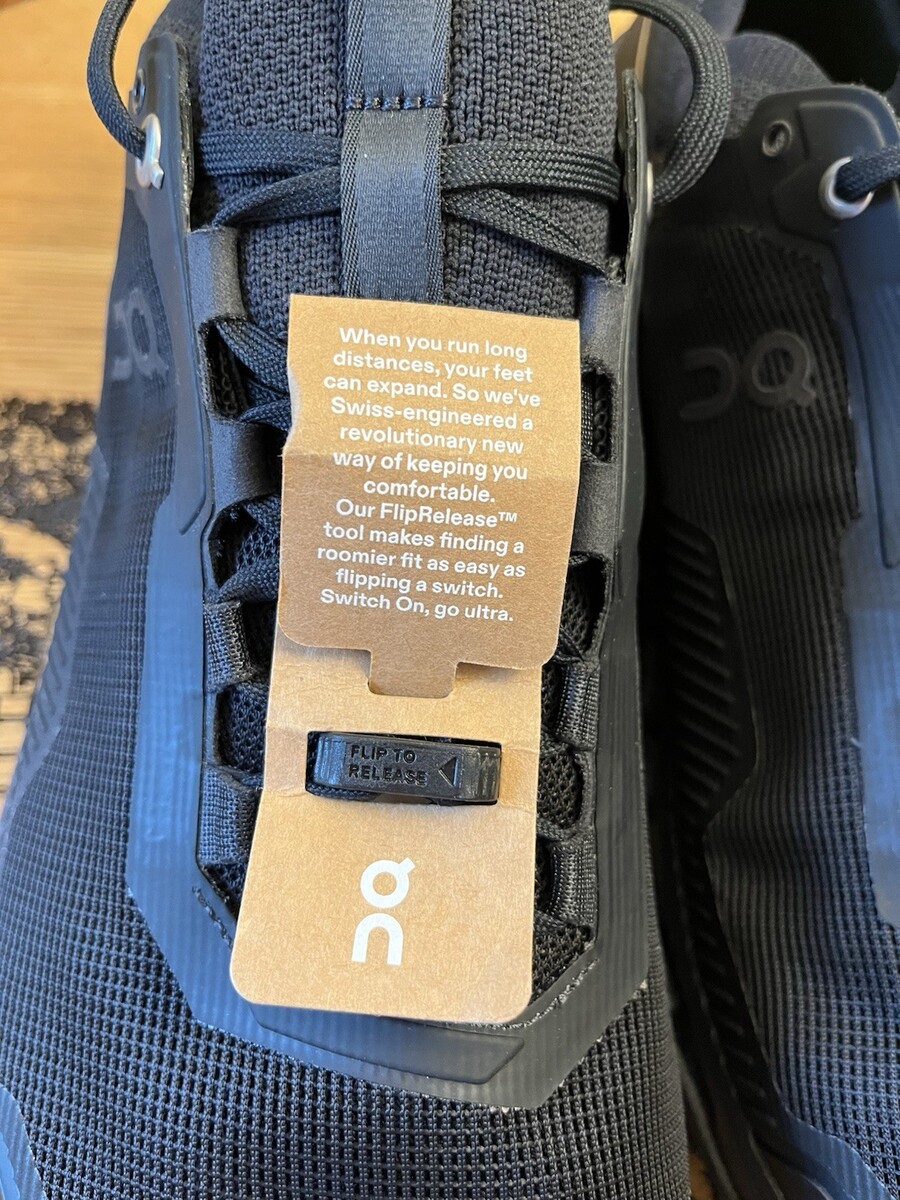 When you run long
distances, your feet
can expand. So we've
Swiss-engineered a
revolutionary new
way of keeping you
comfortable.
Our FlipRelease™
tool makes finding a
roomier fit as easy as
flipping a switch.
Switch On, go ultra.
FLIP TO
RELEASE
On